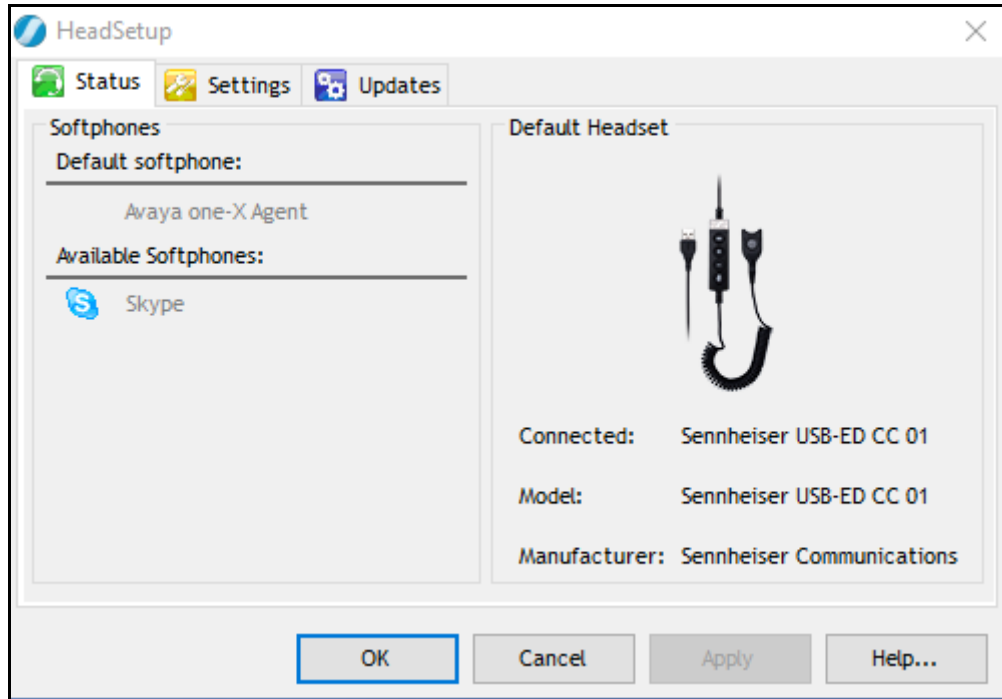 HeadSetup
Status
Settings
Updates
Softphones
Default softphone:
Avaya one-X Agent
Available Softphones:
Skype
Default Headset
Connected: Sennheiser USB-ED CC 01
Model: Sennheiser USB-ED CC 01
Manufacturer: Sennheiser Communications
OK
Cancel
Apply
Help...